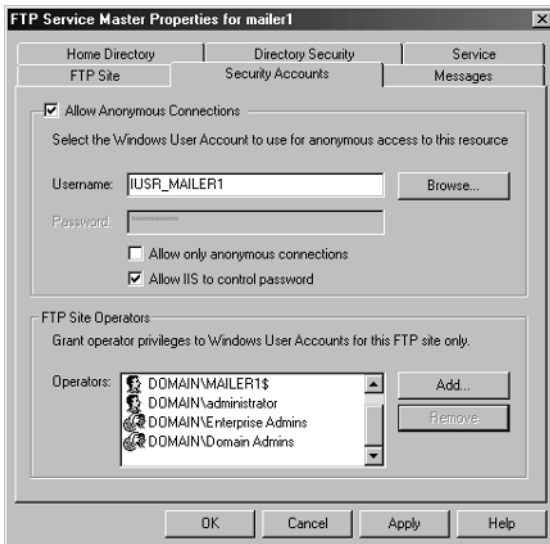 FTP Service Master Properties for mailer1
Home Directory
Directory Security
Service
FTP Site
Security Accounts
Messages
Allow Anonymous Connections
Select the Windows User Account to use for anonymous access to this resource
Username:
IUSR_MAILER1
Browse...
Password:
**********
Allow only anonymous connections
Allow IIS to control password
FTP Site Operators
Grant operator privileges to Windows User Accounts for this FTP site only.
Operators:
DOMAIN\MAILER1$
DOMAIN\administrator
DOMAIN\Enterprise Admins
DOMAIN\Domain Admins
Add...
Remove
OK
Cancel
Apply
Help